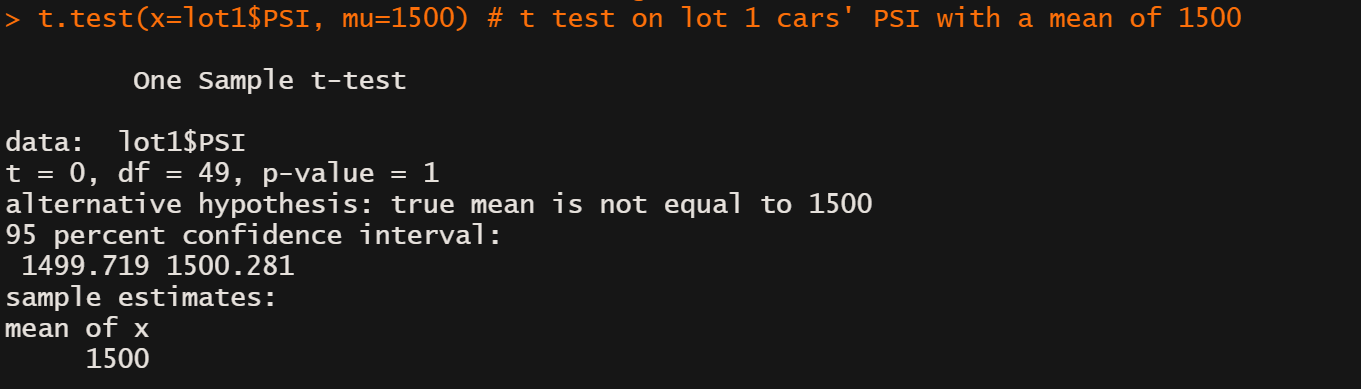 > t.test(x=lot1$PSI, mu=1500) # t test on lot 1 cars' PSI with a mean of 1500
One Sample t-test
data:  lot1$PSI
t = 0, df = 49, p-value = 1
alternative hypothesis: true mean is not equal to 1500
95 percent confidence interval:
1499.719 1500.281
sample estimates:
mean of x
1500